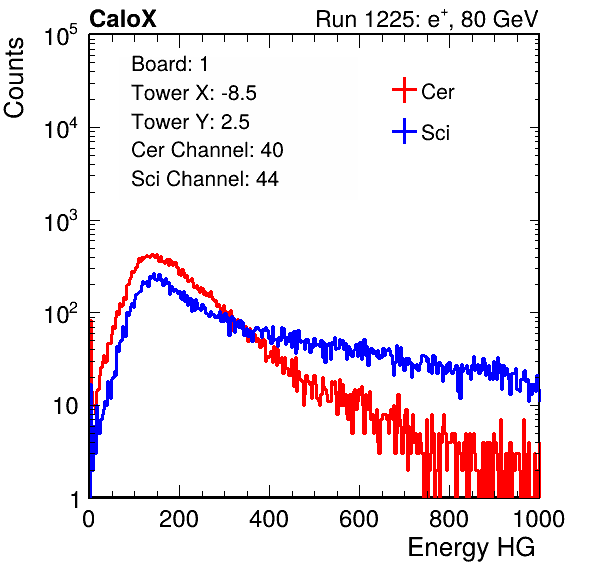 CaloX
Run 1225: e+, 80 GeV
Counts
Board: 1
Tower X: -8.5
Tower Y: 2.5
Cer Channel: 40
Sci Channel: 44
Cer
Sci
10^5
10^4
10^3
10^2
10
1
0 200 400 600 800 1000
Energy HG